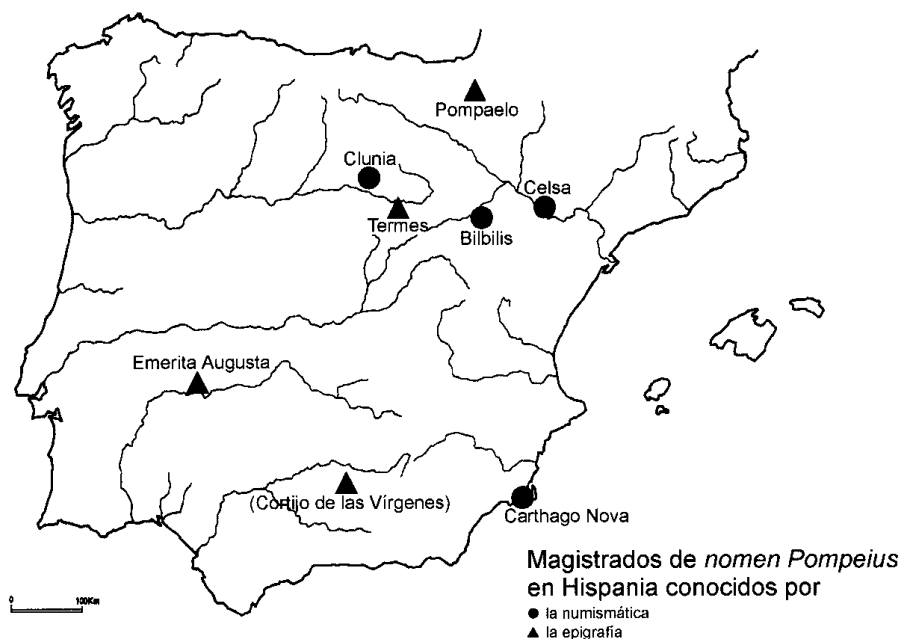 Pompaelo
Clunia
Celsa
Termes
Bilbilis
Emerita Augusta
(Cortijo de las Vírgenes)
Carthago Nova
Magistrados de nomen Pompeius
en Hispania conocidos por
la numismática
la epigrafía
0 100Km